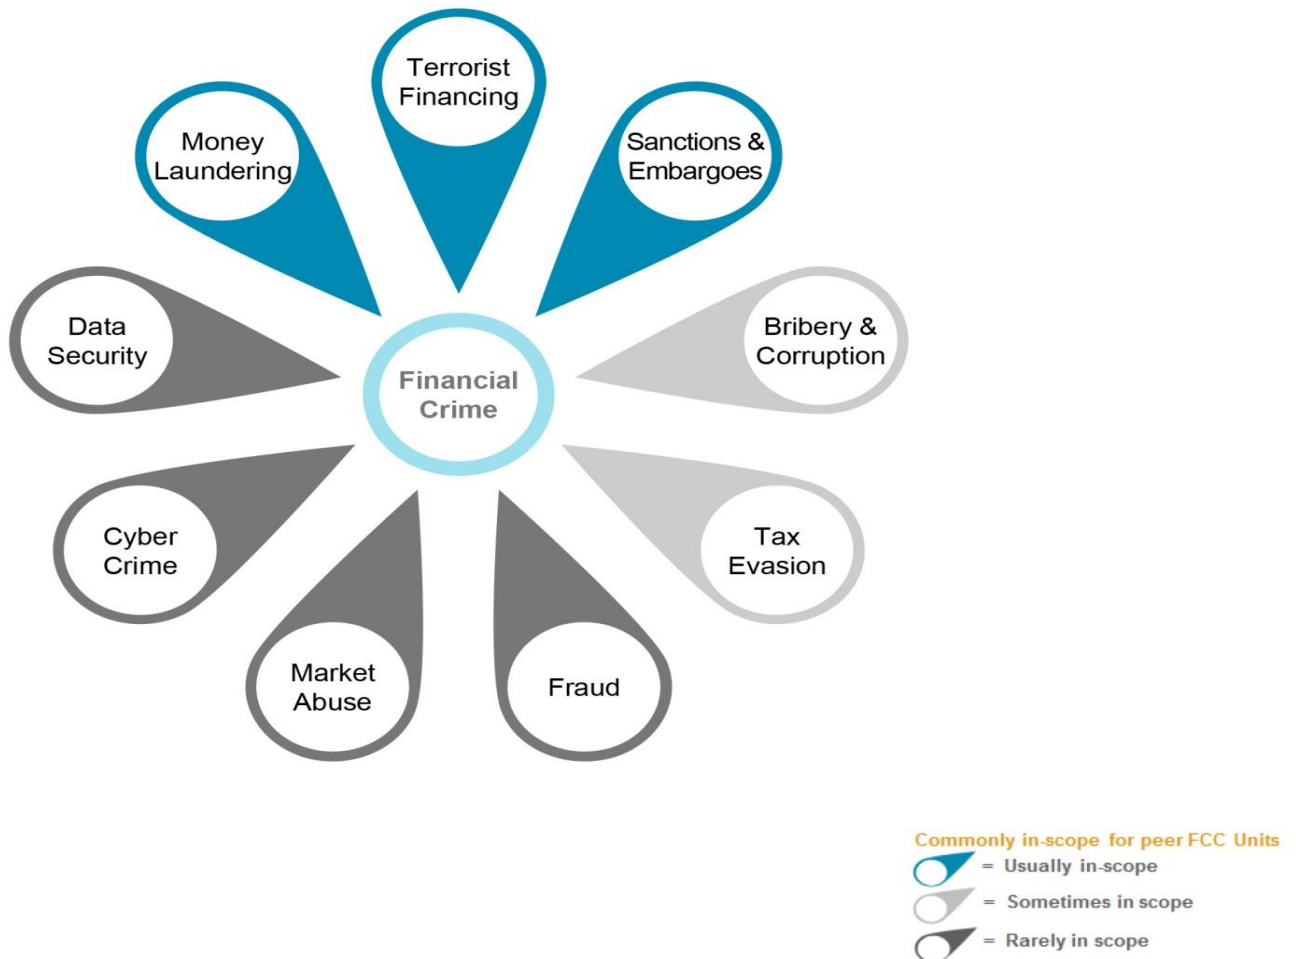 Terrorist
Financing
Money
Laundering
Sanctions &
Embargoes
Data
Security
Bribery &
Corruption
Financial
Crime
Cyber
Crime
Tax
Evasion
Market
Abuse
Fraud
Commonly in-scope for peer FCC Units
= Usually in-scope
= Sometimes in scope
= Rarely in scope